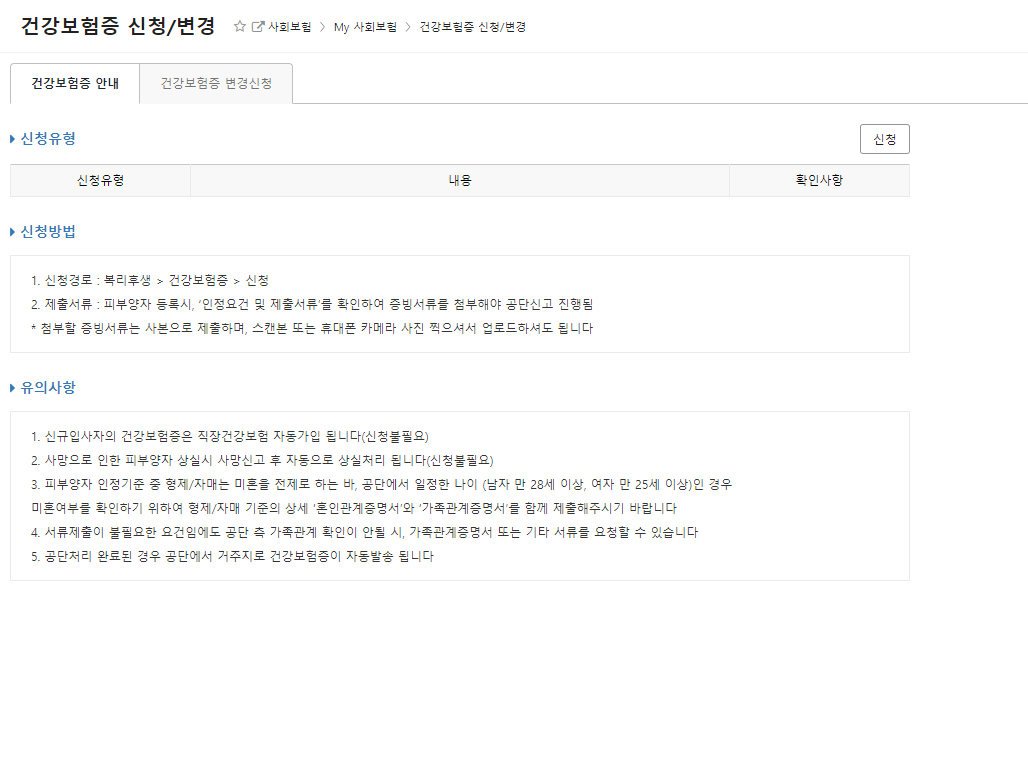 건강보험증 신청/변경
사회보험 > My 사회보험 > 건강보험증 신청/변경
건강보험증 안내
건강보험증 변경신청
신청유형
신청
신청유형 내용 확인사항
신청방법
1. 신청경로 : 복리후생 > 건강보험증 > 신청
2. 제출서류 : 피부양자 등록시, '인정요건 및 제출서류'를 확인하여 증빙서류를 첨부해야 공단신고 진행됨
* 첨부할 증빙서류는 사본으로 제출하며, 스캔본 또는 휴대폰 카메라 사진 찍으셔서 업로드하셔도 됩니다
유의사항
1. 신규입사자의 건강보험증은 직장건강보험 자동가입 됩니다(신청불필요)
2. 사망으로 인한 피부양자 상실시 사망신고 후 자동으로 상실처리 됩니다(신청불필요)
3. 피부양자 인정기준 중 형제/자매는 미혼을 전제로 하는 바, 공단에서 일정한 나이 (남자 만 28세 이상, 여자 만 25세 이상)인 경우
미혼여부를 확인하기 위하여 형제/자매 기준의 상세 '혼인관계증명서'와 '가족관계증명서'를 함께 제출해주시기 바랍니다
4. 서류제출이 불필요한 요건임에도 공단 측 가족관계 확인이 안될 시, 가족관계증명서 또는 기타 서류를 요청할 수 있습니다
5. 공단처리 완료된 경우 공단에서 거주지로 건강보험증이 자동발송 됩니다